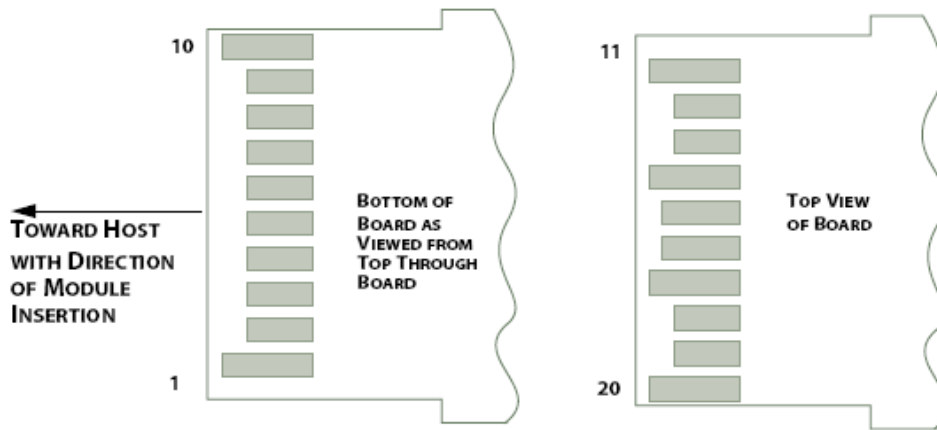 10
1
TOWARD HOST
WITH DIRECTION
OF MODULE
INSERTION
BOTTOM OF
BOARD AS
VIEWED FROM
TOP THROUGH
BOARD
11
20
TOP VIEW
OF BOARD